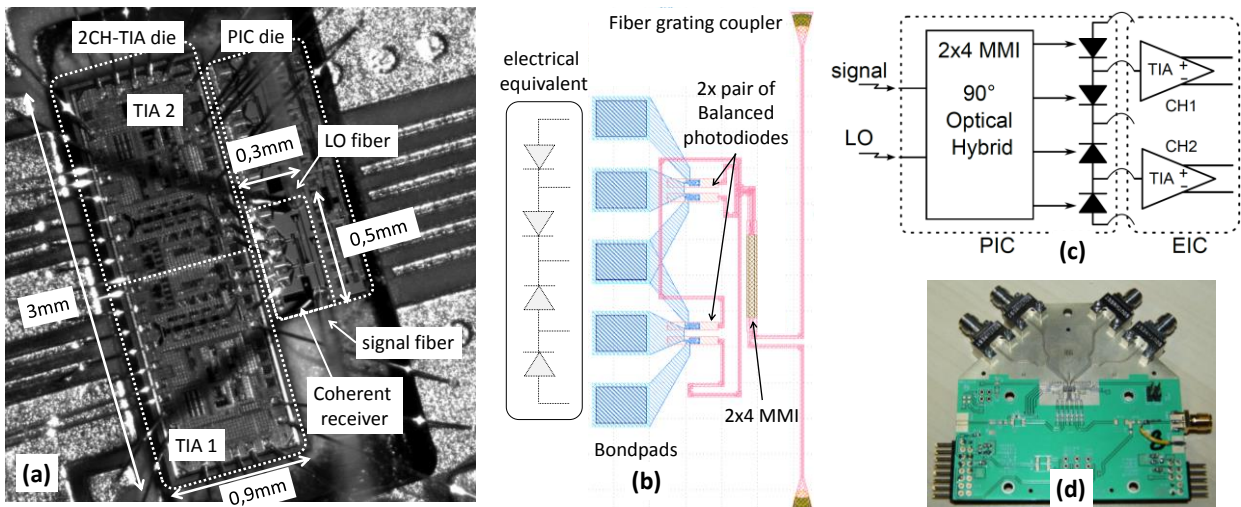 2CH-TIA die
PIC die
TIA 2
LO fiber
0,3mm
0,5mm
3mm
signal fiber
Coherent
receiver
TIA 1
0,9mm
(a)
(b)
Fiber grating coupler
electrical
equivalent
2x pair of
Balanced
photodiodes
2x4 MMI
Bondpads
(b)
signal
LO
2x4 MMI
90°
Optical
Hybrid
TIA
+
−
CH1
CH2
TIA
+
−
PIC
(c)
EIC
(d)